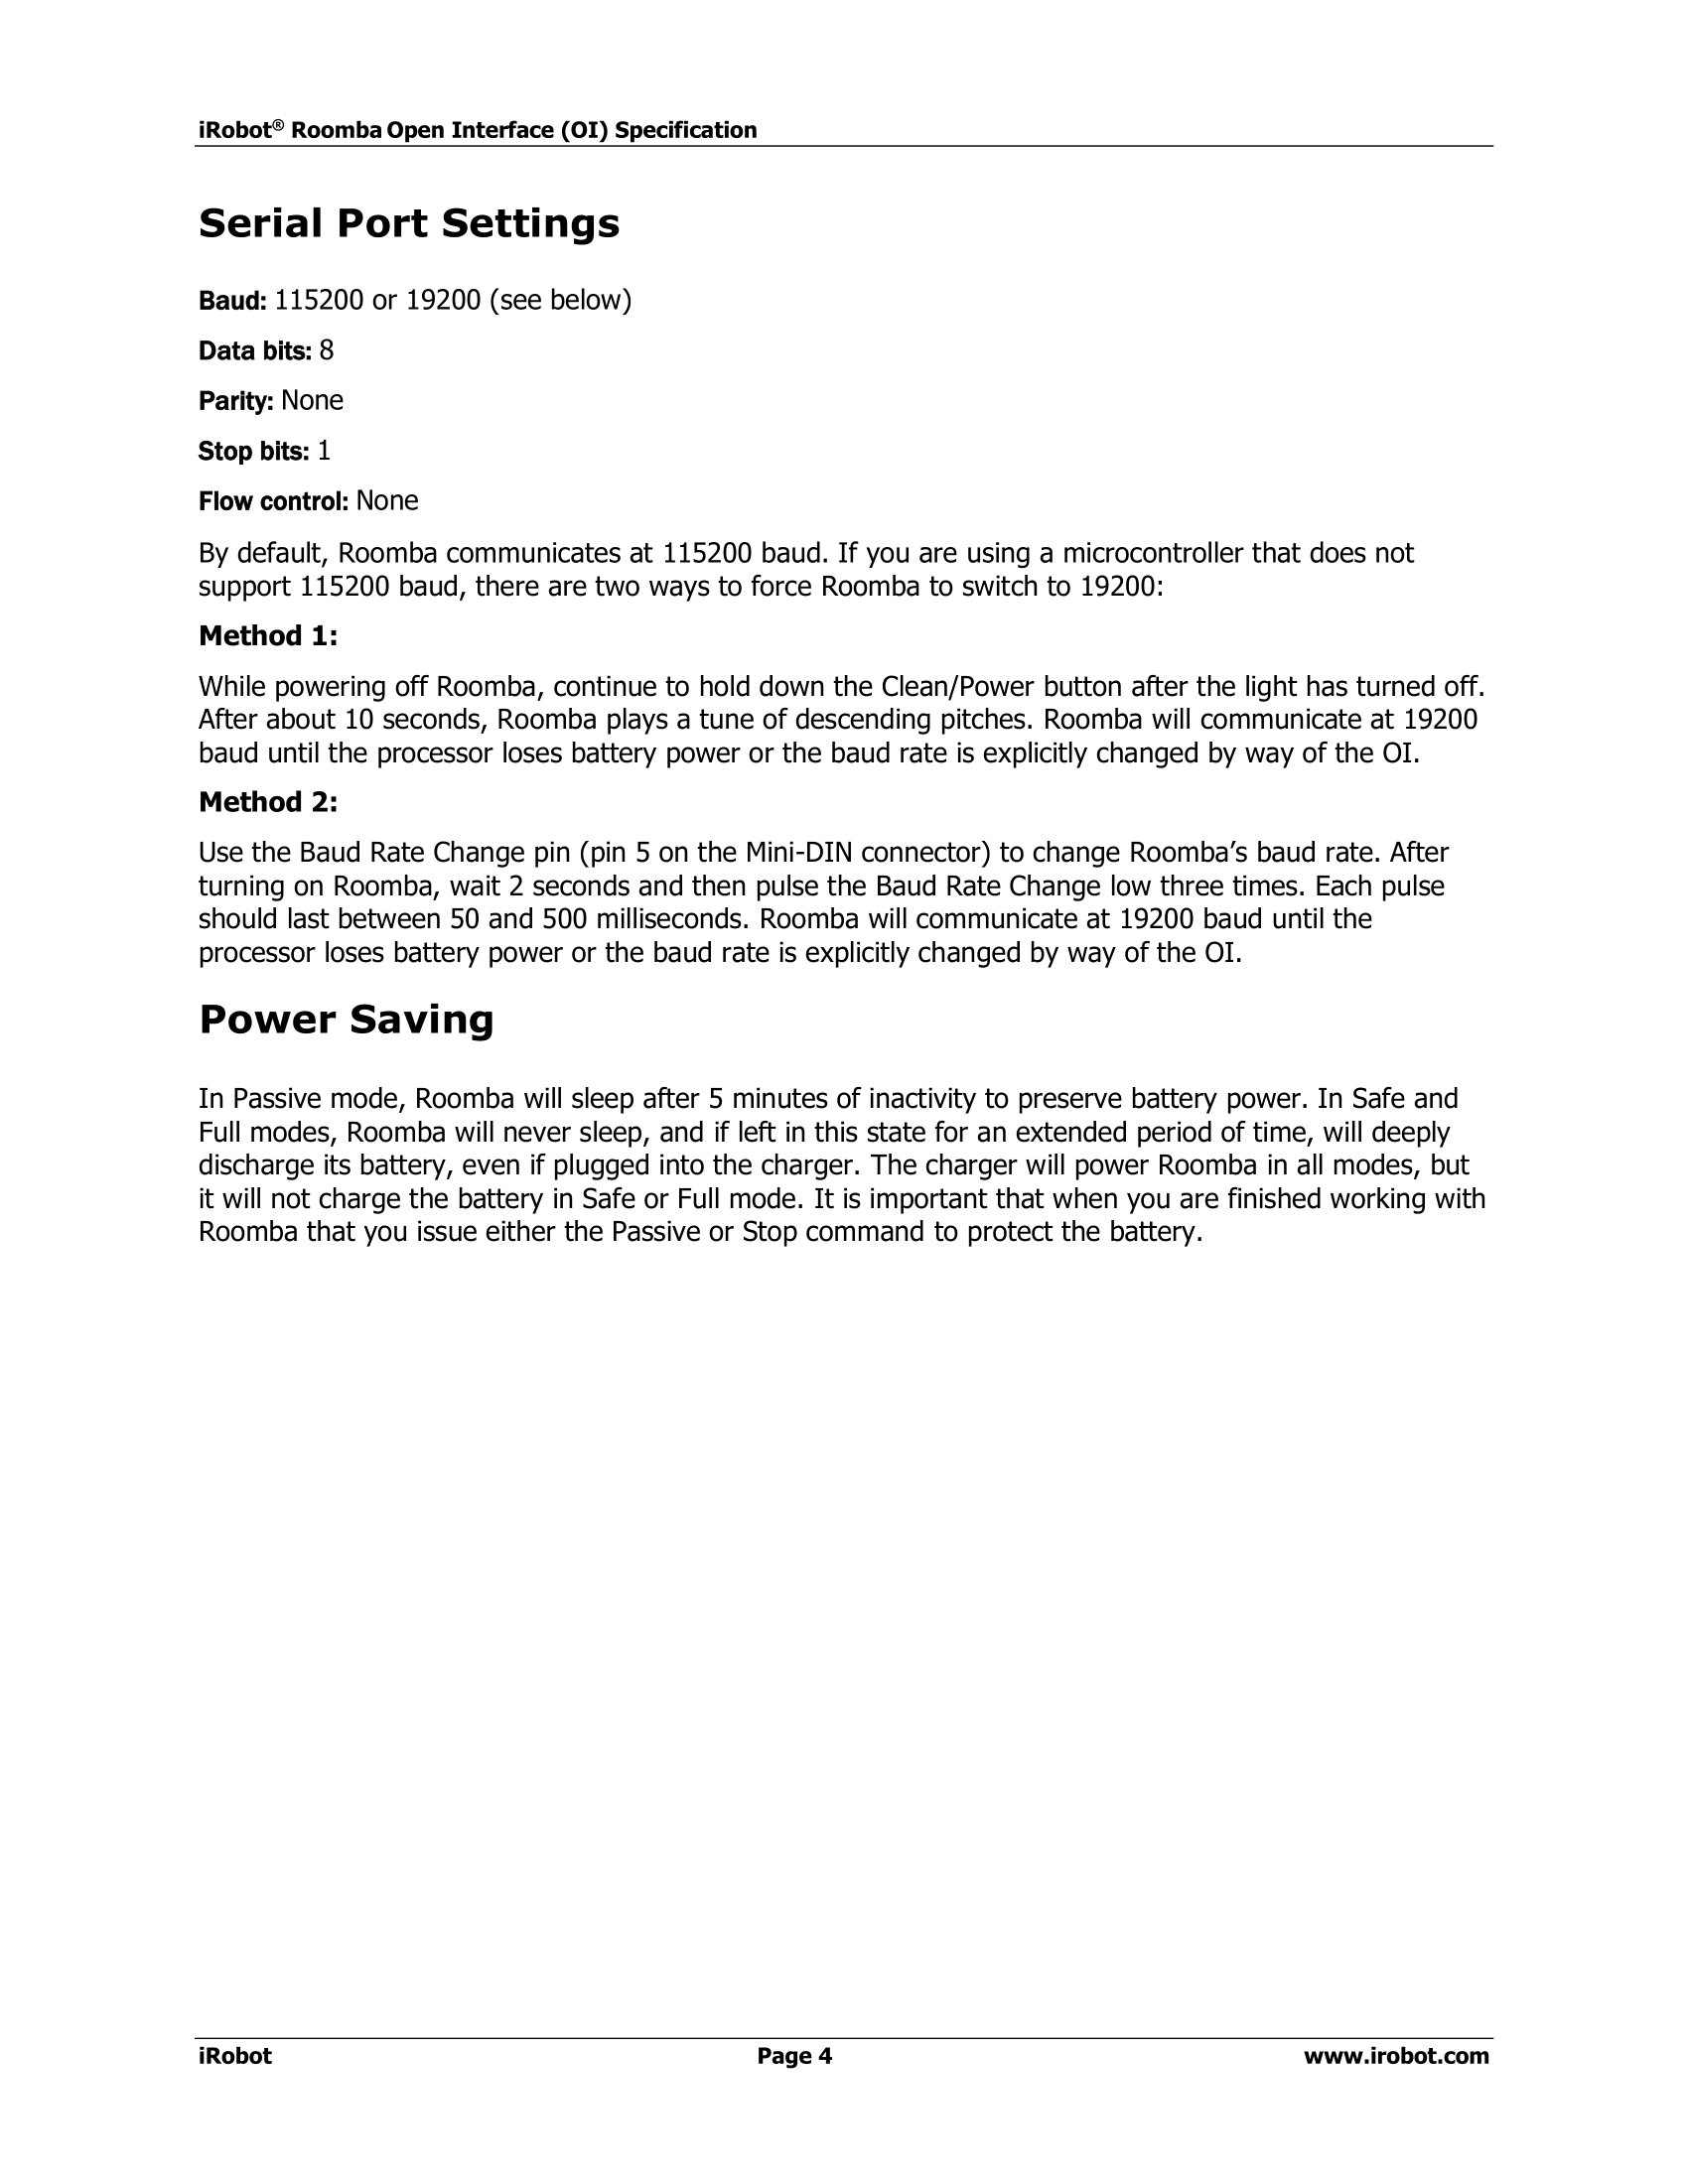 iRobot® Roomba Open Interface (OI) Specification
Serial Port Settings
Baud: 115200 or 19200 (see below)
Data bits: 8
Parity: None
Stop bits: 1
Flow control: None
By default, Roomba communicates at 115200 baud. If you are using a microcontroller that does not
support 115200 baud, there are two ways to force Roomba to switch to 19200:
Method 1:
While powering off Roomba, continue to hold down the Clean/Power button after the light has turned off.
After about 10 seconds, Roomba plays a tune of descending pitches. Roomba will communicate at 19200
baud until the processor loses battery power or the baud rate is explicitly changed by way of the OI.
Method 2:
Use the Baud Rate Change pin (pin 5 on the Mini-DIN connector) to change Roomba’s baud rate. After
turning on Roomba, wait 2 seconds and then pulse the Baud Rate Change low three times. Each pulse
should last between 50 and 500 milliseconds. Roomba will communicate at 19200 baud until the
processor loses battery power or the baud rate is explicitly changed by way of the OI.
Power Saving
In Passive mode, Roomba will sleep after 5 minutes of inactivity to preserve battery power. In Safe and
Full modes, Roomba will never sleep, and if left in this state for an extended period of time, will deeply
discharge its battery, even if plugged into the charger. The charger will power Roomba in all modes, but
it will not charge the battery in Safe or Full mode. It is important that when you are finished working with
Roomba that you issue either the Passive or Stop command to protect the battery.
iRobot Page 4 www.irobot.com